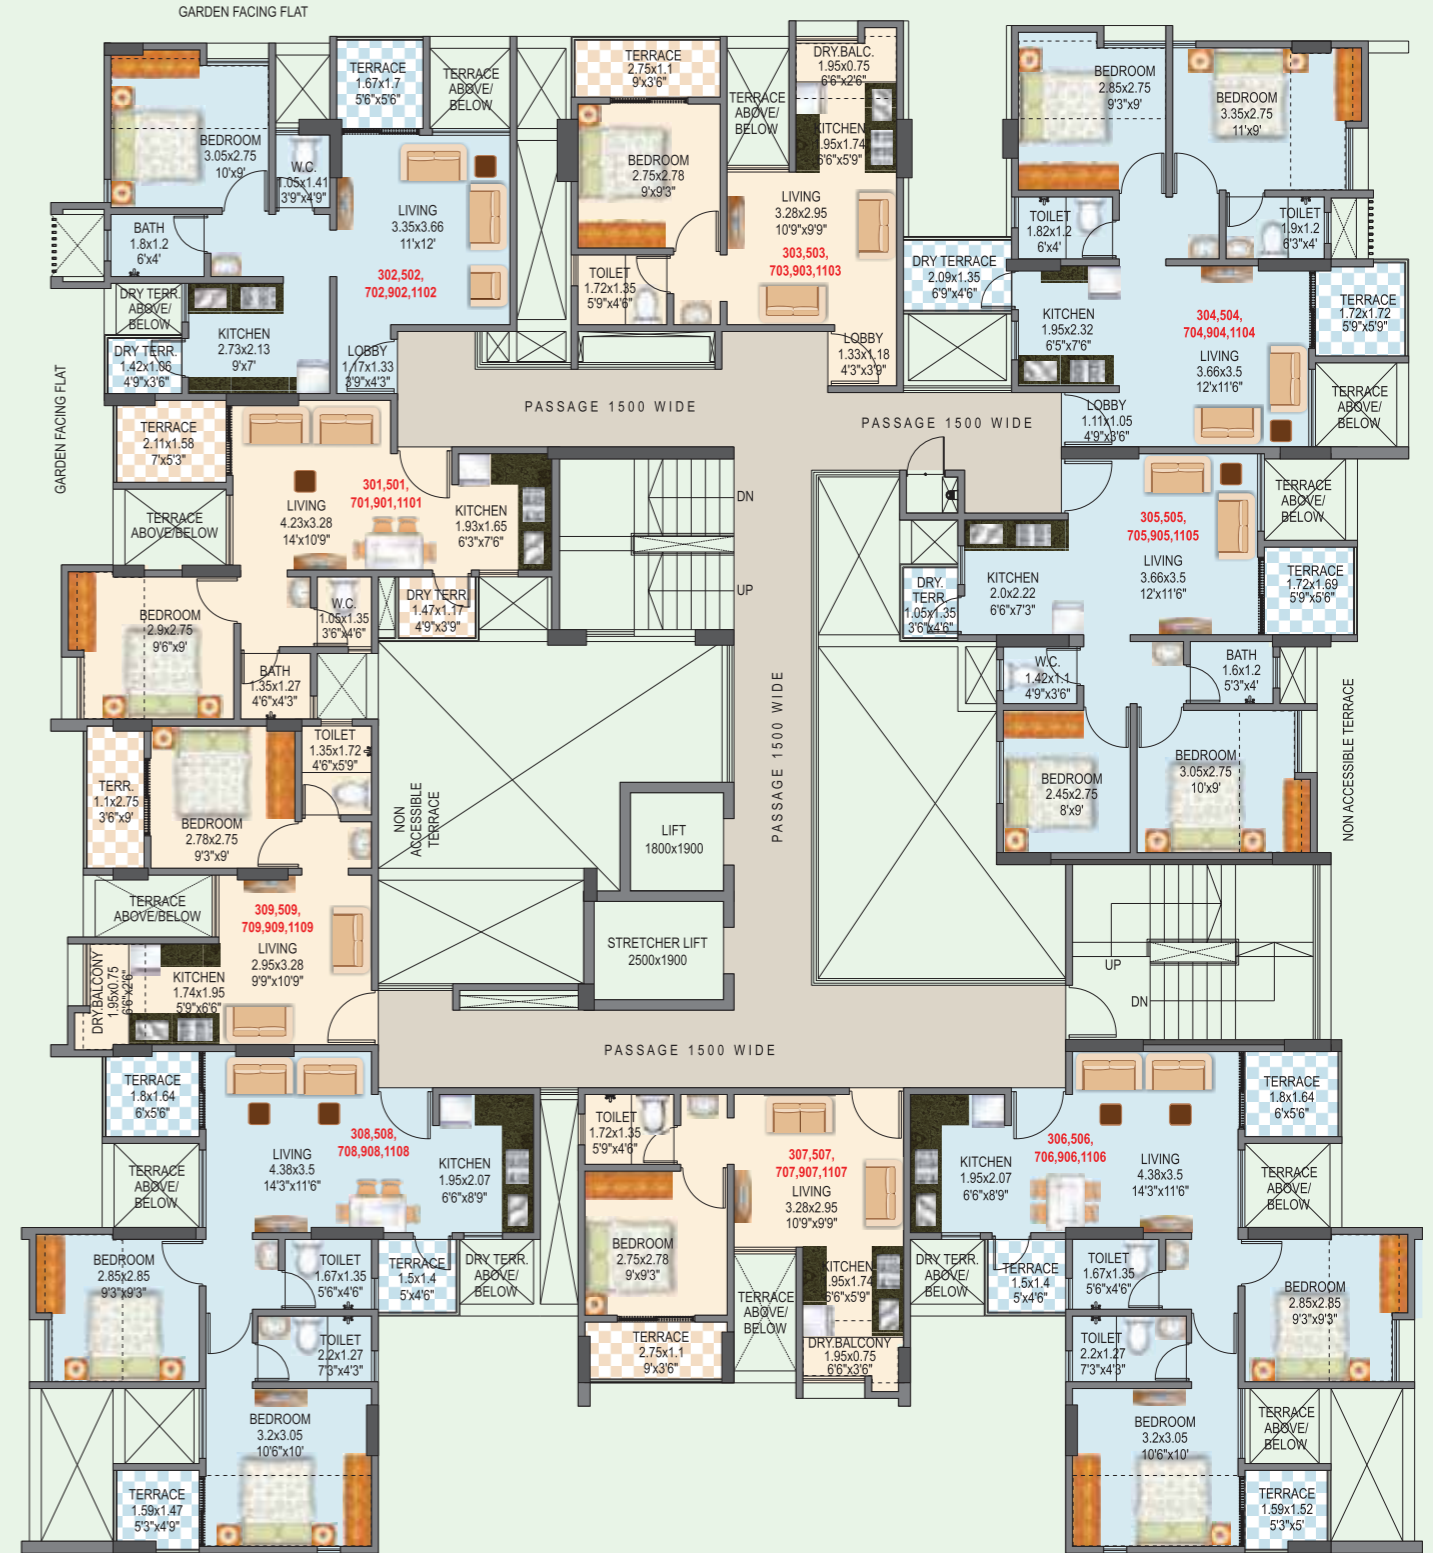 GARDEN FACING FLAT
GARDEN FACING FLAT
BEDROOM
3.05x2.75
10'x9'
W.C.
1.05x1.41
3'9"x4'9"
TERRACE
1.67x1.7
5'6"x5'6"
TERRACE
ABOVE/
BELOW
LIVING
3.35x3.66
11'x12'
302,502,
702,902,1102
BATH
1.8x1.2
6'x4'
DRY TERR.
ABOVE/
BELOW
DRY TERR.
1.42x1.06
4'9"x3'6"
KITCHEN
2.73x2.13
9'x7'
LOBBY
1.17x1.33
3'9"x4'3"
TERRACE
2.75x1.1
9'x3'6"
BEDROOM
2.75x2.78
9'x9'3"
TOILET
1.72x1.35
5'9"x4'6"
TERRACE
ABOVE/
BELOW
DRY.BALC.
1.95x0.75
6'6"x2'6"
KITCHEN
1.95x1.74
6'6"x5'9"
LIVING
3.28x2.95
10'9"x9'9"
303,503,
703,903,1103
LOBBY
1.33x1.18
4'3"x3'9"
BEDROOM
2.85x2.75
9'3"x9'
BEDROOM
3.35x2.75
11'x9'
TOILET
1.82x1.2
6'x4'
TOILET
1.9x1.2
6'3"x4'
DRY TERRACE
2.09x1.35
6'9"x4'6"
KITCHEN
1.95x2.32
6'5"x7'6"
304,504,
704,904,1104
LIVING
3.66x3.5
12'x11'6"
TERRACE
1.72x1.72
5'9"x5'9"
TERRACE
ABOVE/
BELOW
LOBBY
1.11x1.05
4'9"x3'6"
PASSAGE 1500 WIDE
PASSAGE 1500 WIDE
TERRACE
2.11x1.58
7'x5'3"
TERRACE
ABOVE/BELOW
LIVING
4.23x3.28
14'x10'9"
301,501,
701,901,1101
KITCHEN
1.93x1.65
6'3"x7'6"
DN
UP
BEDROOM
2.9x2.75
9'6"x9'
W.C.
1.05x1.35
3'6"x4'6"
DRY TERR.
1.47x1.17
4'9"x3'9"
BATH
1.35x1.27
4'6"x4'3"
305,505,
705,905,1105
LIVING
3.66x3.5
12'x11'6"
TERRACE
ABOVE/
BELOW
TERRACE
1.72x1.69
5'9"x5'6"
DRY.
TERR.
1.05x1.35
3'6"x4'6"
KITCHEN
2.0x2.22
6'6"x7'3"
W.C.
1.42x1.1
4'9"x3'6"
BATH
1.6x1.2
5'3"x4'
BEDROOM
2.45x2.75
8'x9'
BEDROOM
3.05x2.75
10'x9'
NON ACCESSIBLE TERRACE
PASSAGE 1500 WIDE
TERR.
1.1x2.75
3'6"x9'
BEDROOM
2.78x2.75
9'3"x9'
TOILET
1.35x1.72
4'6"x5'9"
NON
ACCESSIBLE
TERRACE
LIFT
1800x1900
STRETCHER LIFT
2500x1900
TERRACE
ABOVE/BELOW
309,509,
709,909,1109
LIVING
2.95x3.28
9'9"x10'9"
DRY.BALCONY
1.95x0.75
6'6"x2'6"
KITCHEN
1.74x1.95
5'9"x6'6"
UP
DN
PASSAGE 1500 WIDE
TERRACE
1.8x1.64
6'x5'6"
TERRACE
ABOVE/
BELOW
308,508,
708,908,1108
LIVING
4.38x3.5
14'3"x11'6"
KITCHEN
1.95x2.07
6'6"x8'9"
BEDROOM
2.85x2.85
9'3"x9'3"
TOILET
1.67x1.35
5'6"x4'6"
TERRACE
1.5x1.4
5'x4'6"
DRY TERR.
ABOVE/
BELOW
TOILET
2.2x1.27
7'3"x4'3"
BEDROOM
3.2x3.05
10'6"x10'
TERRACE
1.59x1.47
5'3"x4'9"
TOILET
1.72x1.35
5'9"x4'6"
307,507,
707,907,1107
LIVING
3.28x2.95
10'9"x9'9"
BEDROOM
2.75x2.78
9'x9'3"
TERRACE
2.75x1.1
9'x3'6"
TERRACE
ABOVE/
BELOW
KITCHEN
1.95x1.74
6'6"x5'9"
DRY.BALCONY
1.95x0.75
6'6"x3'6"
306,506,
706,906,1106
KITCHEN
1.95x2.07
6'6"x8'9"
LIVING
4.38x3.5
14'3"x11'6"
TERRACE
1.8x1.64
6'x5'6"
TERRACE
ABOVE/
BELOW
DRY TERR.
ABOVE/
BELOW
TERRACE
1.5x1.4
5'x4'6"
TOILET
1.67x1.35
5'6"x4'6"
BEDROOM
2.85x2.85
9'3"x9'3"
TOILET
2.2x1.27
7'3"x4'3"
BEDROOM
3.2x3.05
10'6"x10'
TERRACE
ABOVE/
BELOW
TERRACE
1.59x1.52
5'3"x5'